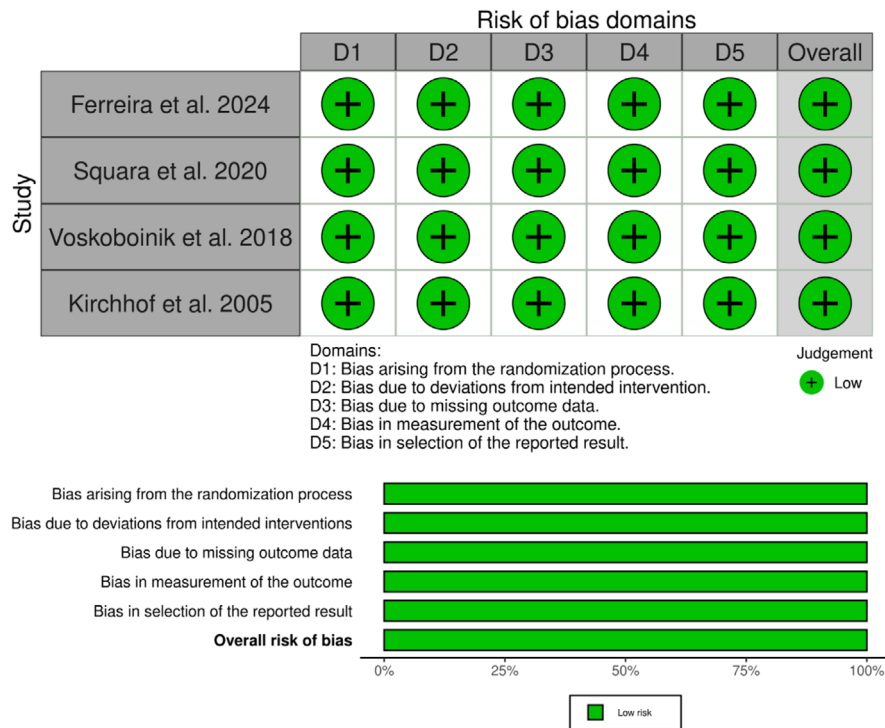 Risk of bias domains
D1 D2 D3 D4 D5 Overall
Study
Ferreira et al. 2024 + + + + + +
Squara et al. 2020 + + + + + +
Voskoboinik et al. 2018 + + + + + +
Kirchhof et al. 2005 + + + + + +
Domains:
D1: Bias arising from the randomization process.
D2: Bias due to deviations from intended intervention.
D3: Bias due to missing outcome data.
D4: Bias in measurement of the outcome.
D5: Bias in selection of the reported result.
Judgement
+ Low
Bias arising from the randomization process
Bias due to deviations from intended interventions
Bias due to missing outcome data
Bias in measurement of the outcome
Bias in selection of the reported result
Overall risk of bias
0% 25% 50% 75% 100%
Low risk